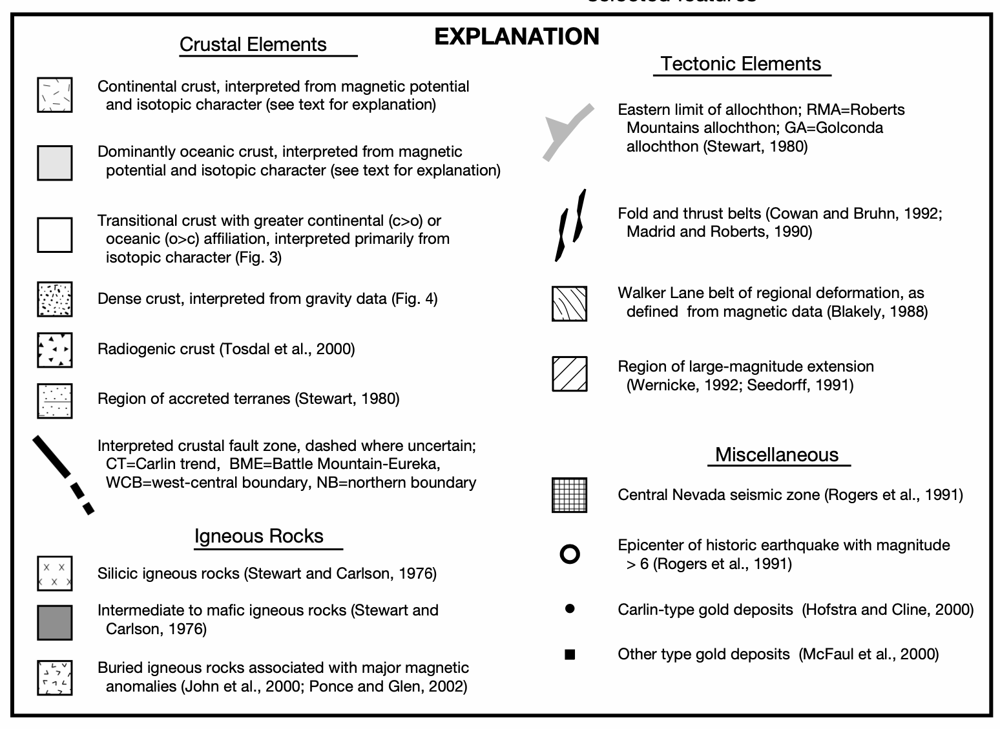 selected features
EXPLANATION
Crustal Elements
Continental crust, interpreted from magnetic potential
and isotopic character (see text for explanation)
Dominantly oceanic crust, interpreted from magnetic
potential and isotopic character (see text for explanation)
Transitional crust with greater continental (c>o) or
oceanic (o>c) affiliation, interpreted primarily from
isotopic character (Fig. 3)
Dense crust, interpreted from gravity data (Fig. 4)
Radiogenic crust (Tosdal et al., 2000)
Region of accreted terranes (Stewart, 1980)
Interpreted crustal fault zone, dashed where uncertain;
CT=Carlin trend, BME=Battle Mountain-Eureka,
WCB=west-central boundary, NB=northern boundary
Igneous Rocks
Silicic igneous rocks (Stewart and Carlson, 1976)
Intermediate to mafic igneous rocks (Stewart and
Carlson, 1976)
Buried igneous rocks associated with major magnetic
anomalies (John et al., 2000; Ponce and Glen, 2002)
Tectonic Elements
Eastern limit of allochthon; RMA=Roberts
Mountains allochthon; GA=Golconda
allochthon (Stewart, 1980)
Fold and thrust belts (Cowan and Bruhn, 1992;
Madrid and Roberts, 1990)
Walker Lane belt of regional deformation, as
defined from magnetic data (Blakely, 1988)
Region of large-magnitude extension
(Wernicke, 1992; Seedorff, 1991)
Miscellaneous
Central Nevada seismic zone (Rogers et al., 1991)
Epicenter of historic earthquake with magnitude
> 6 (Rogers et al., 1991)
Carlin-type gold deposits (Hofstra and Cline, 2000)
Other type gold deposits (McFaul et al., 2000)